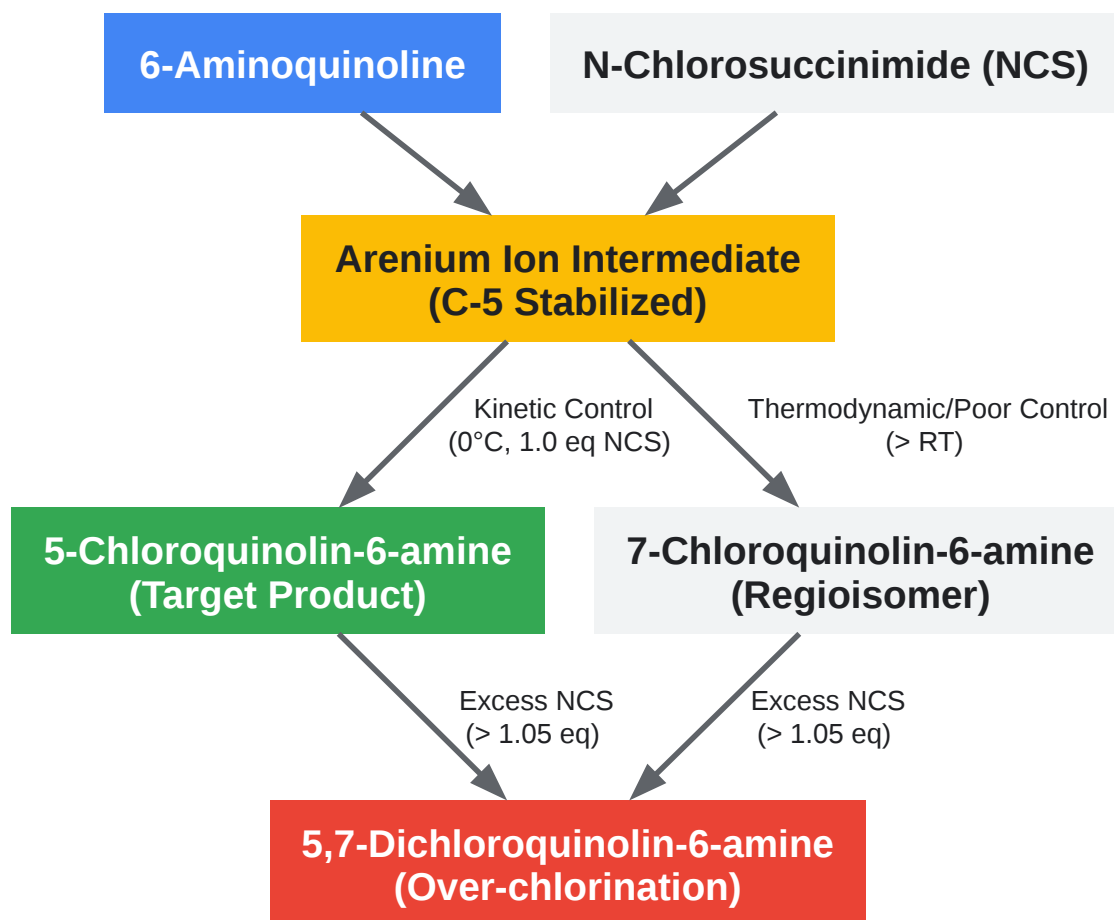 6-Aminoquinoline
N-Chlorosuccinimide (NCS)
Arenium Ion Intermediate
(C-5 Stabilized)
Kinetic Control
(0°C, 1.0 eq NCS)
Thermodynamic/Poor Control
(> RT)
5-Chloroquinolin-6-amine
(Target Product)
7-Chloroquinolin-6-amine
(Regioisomer)
Excess NCS
(> 1.05 eq)
Excess NCS
(> 1.05 eq)
5,7-Dichloroquinolin-6-amine
(Over-chlorination)